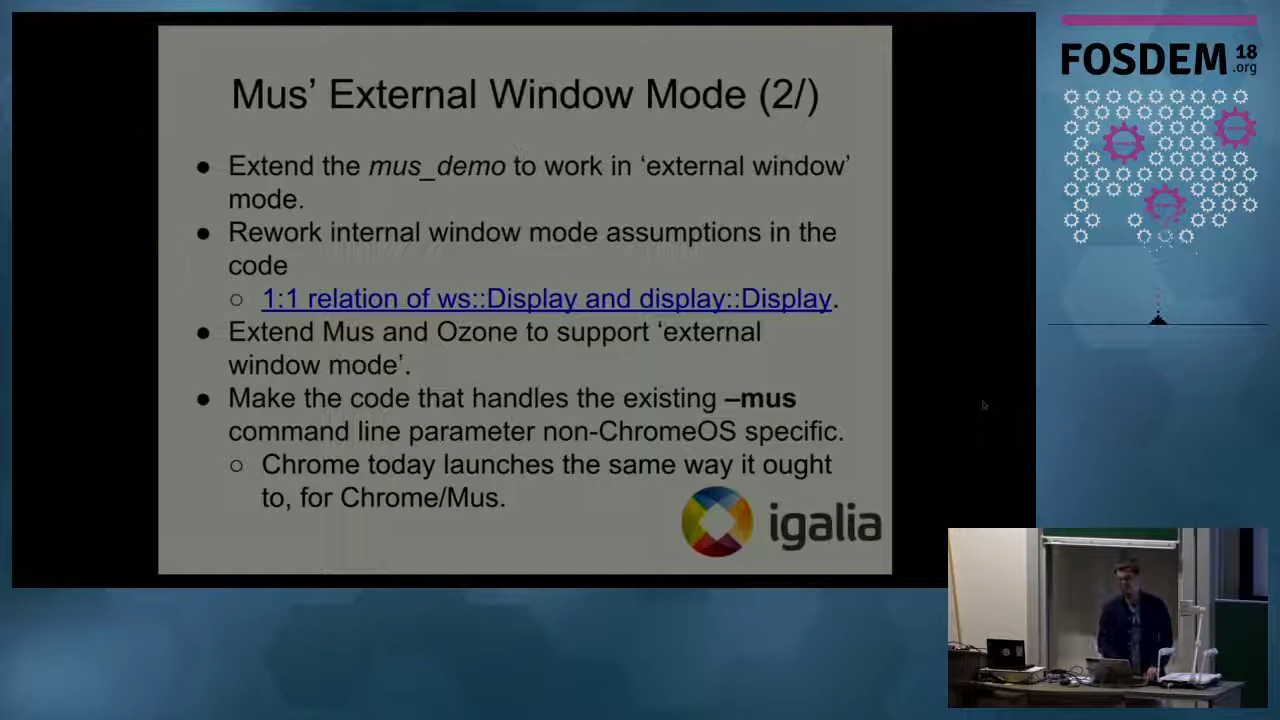 Mus’ External Window Mode (2/)
● Extend the mus_demo to work in ‘external window’
mode.
● Rework internal window mode assumptions in the
code
○ 1:1 relation of ws::Display and display::Display.
● Extend Mus and Ozone to support ‘external
window mode’.
● Make the code that handles the existing –mus
command line parameter non-ChromeOS specific.
○ Chrome today launches the same way it ought
to, for Chrome/Mus.
igalia
FOSDEM 18
.org